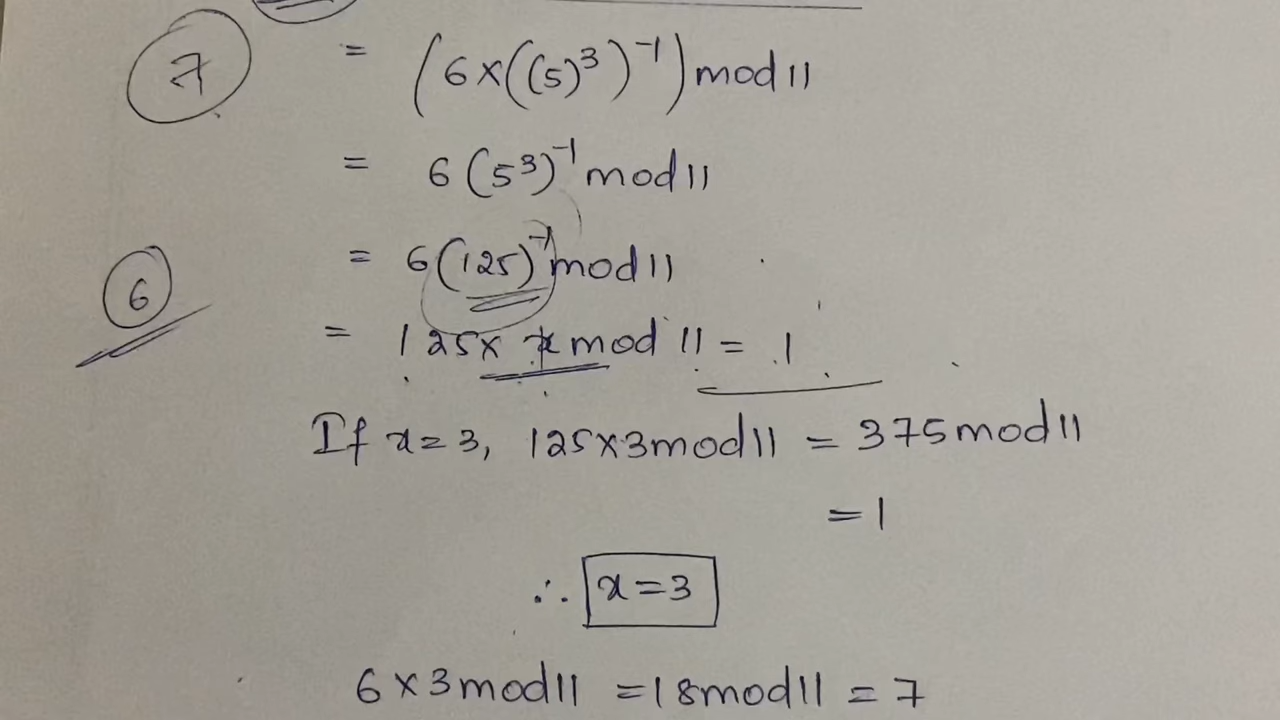 7
= (6×((5)³)⁻¹) mod 11
= 6(5³)⁻¹ mod 11
= 6(125)⁻¹ mod 11
6
= 125× x mod 11 = 1
If x=3, 125×3 mod 11 = 375 mod 11
= 1
∴ x=3
6×3 mod 11 = 18 mod 11 = 7